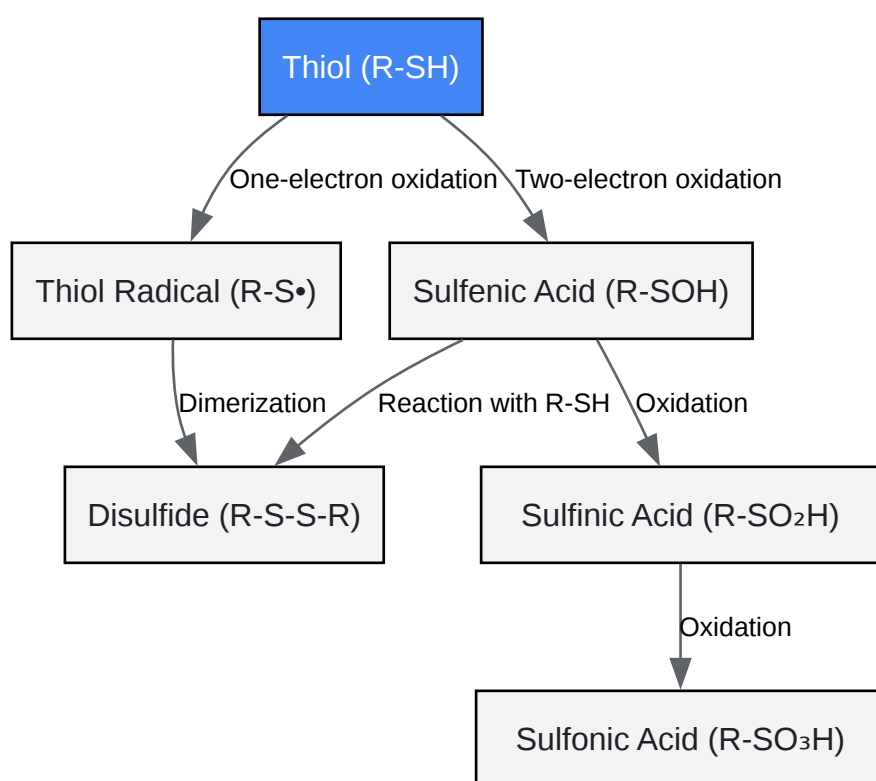 Thiol (R-SH)
One-electron oxidation
Two-electron oxidation
Thiol Radical (R-S•)
Sulfenic Acid (R-SOH)
Dimerization
Reaction with R-SH
Oxidation
Disulfide (R-S-S-R)
Sulfinic Acid (R-SO₂H)
Oxidation
Sulfonic Acid (R-SO₃H)